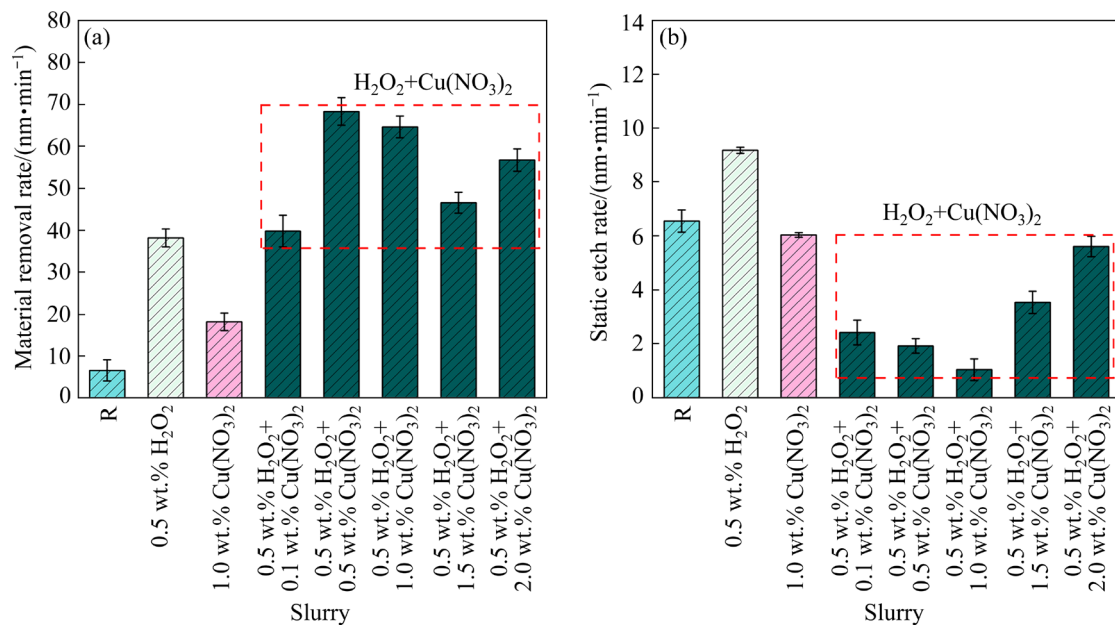 (a)
H₂O₂+Cu(NO₃)₂
Material removal rate/(nm•min⁻¹)
80
70
60
50
40
30
20
10
0
R
0.5 wt.% H₂O₂
1.0 wt.% Cu(NO₃)₂
0.5 wt.% H₂O₂+
0.1 wt.% Cu(NO₃)₂
0.5 wt.% H₂O₂+
0.5 wt.% Cu(NO₃)₂
0.5 wt.% H₂O₂+
1.0 wt.% Cu(NO₃)₂
0.5 wt.% H₂O₂+
1.5 wt.% Cu(NO₃)₂
0.5 wt.% H₂O₂+
2.0 wt.% Cu(NO₃)₂
Slurry
(b)
H₂O₂+Cu(NO₃)₂
Static etch rate/(nm•min⁻¹)
14
12
10
8
6
4
2
0
R
0.5 wt.% H₂O₂
1.0 wt.% Cu(NO₃)₂
0.5 wt.% H₂O₂+
0.1 wt.% Cu(NO₃)₂
0.5 wt.% H₂O₂+
0.5 wt.% Cu(NO₃)₂
0.5 wt.% H₂O₂+
1.0 wt.% Cu(NO₃)₂
0.5 wt.% H₂O₂+
1.5 wt.% Cu(NO₃)₂
0.5 wt.% H₂O₂+
2.0 wt.% Cu(NO₃)₂
Slurry